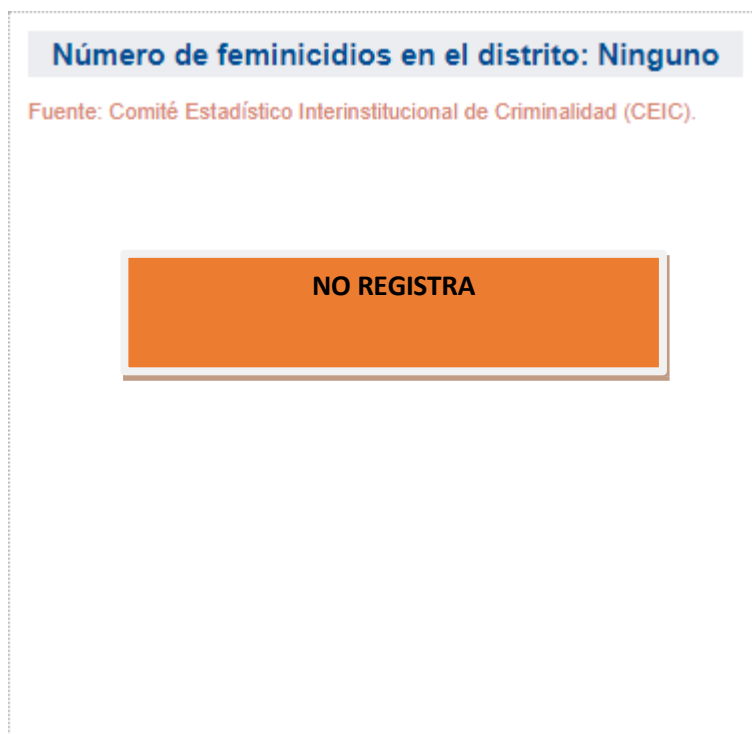 Número de feminicidios en el distrito: Ninguno
Fuente: Comité Estadístico Interinstitucional de Criminalidad (CEIC).
NO REGISTRA